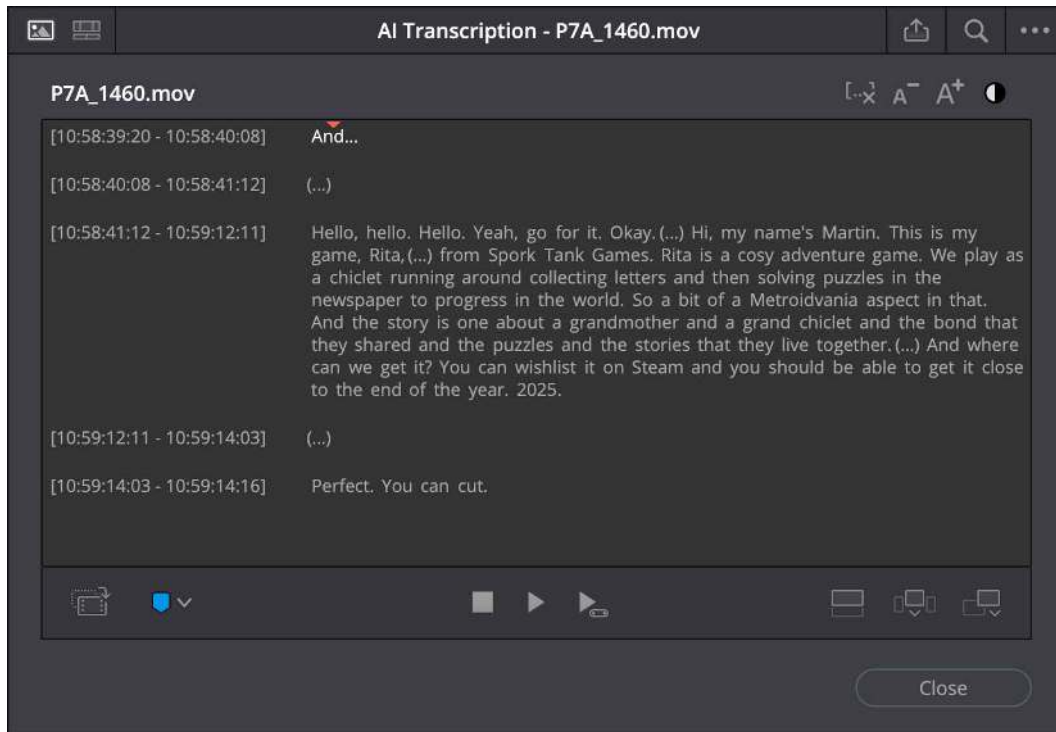 AI Transcription - P7A_1460.mov
P7A_1460.mov
A- A+
[10:58:39:20 - 10:58:40:08] And...
[10:58:40:08 - 10:58:41:12] (...)
[10:58:41:12 - 10:59:12:11] Hello, hello. Hello. Yeah, go for it. Okay. (...) Hi, my name's Martin. This is my
game, Rita, (...) from Spork Tank Games. Rita is a cosy adventure game. We play as
a chiclet running around collecting letters and then solving puzzles in the
newspaper to progress in the world. So a bit of a Metroidvania aspect in that.
And the story is one about a grandmother and a grand chiclet and the bond that
they shared and the puzzles and the stories that they live together. (...) And where
can we get it? You can wishlist it on Steam and you should be able to get it close
to the end of the year. 2025.
[10:59:12:11 - 10:59:14:03] (...)
[10:59:14:03 - 10:59:14:16] Perfect. You can cut.
Close